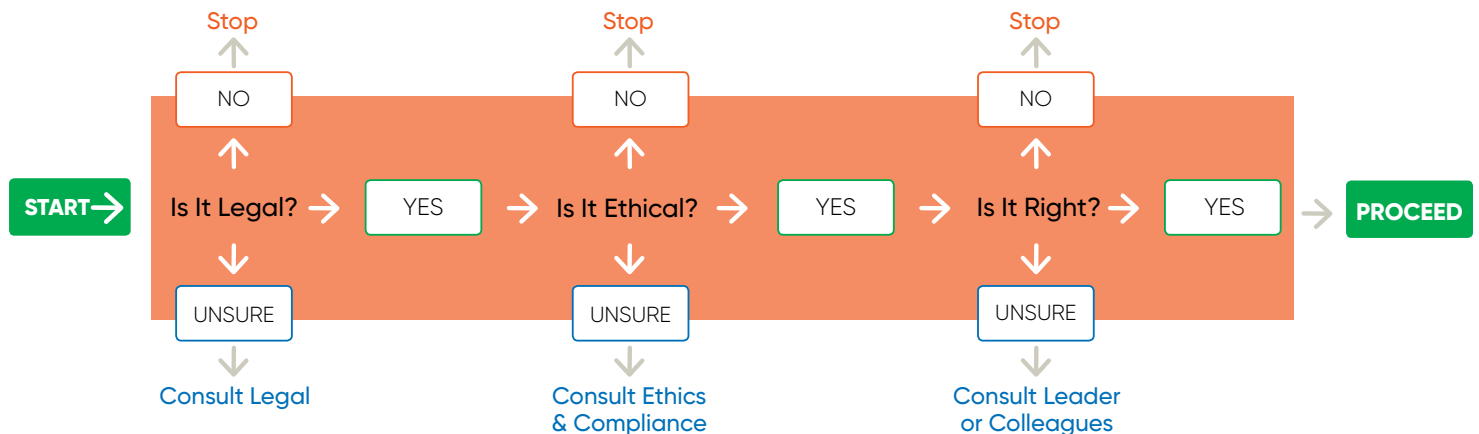 Stop
Stop
Stop
NO
NO
NO
START
Is It Legal?
YES
Is It Ethical?
YES
Is It Right?
YES
PROCEED
UNSURE
UNSURE
UNSURE
Consult Legal
Consult Ethics
& Compliance
Consult Leader
or Colleagues